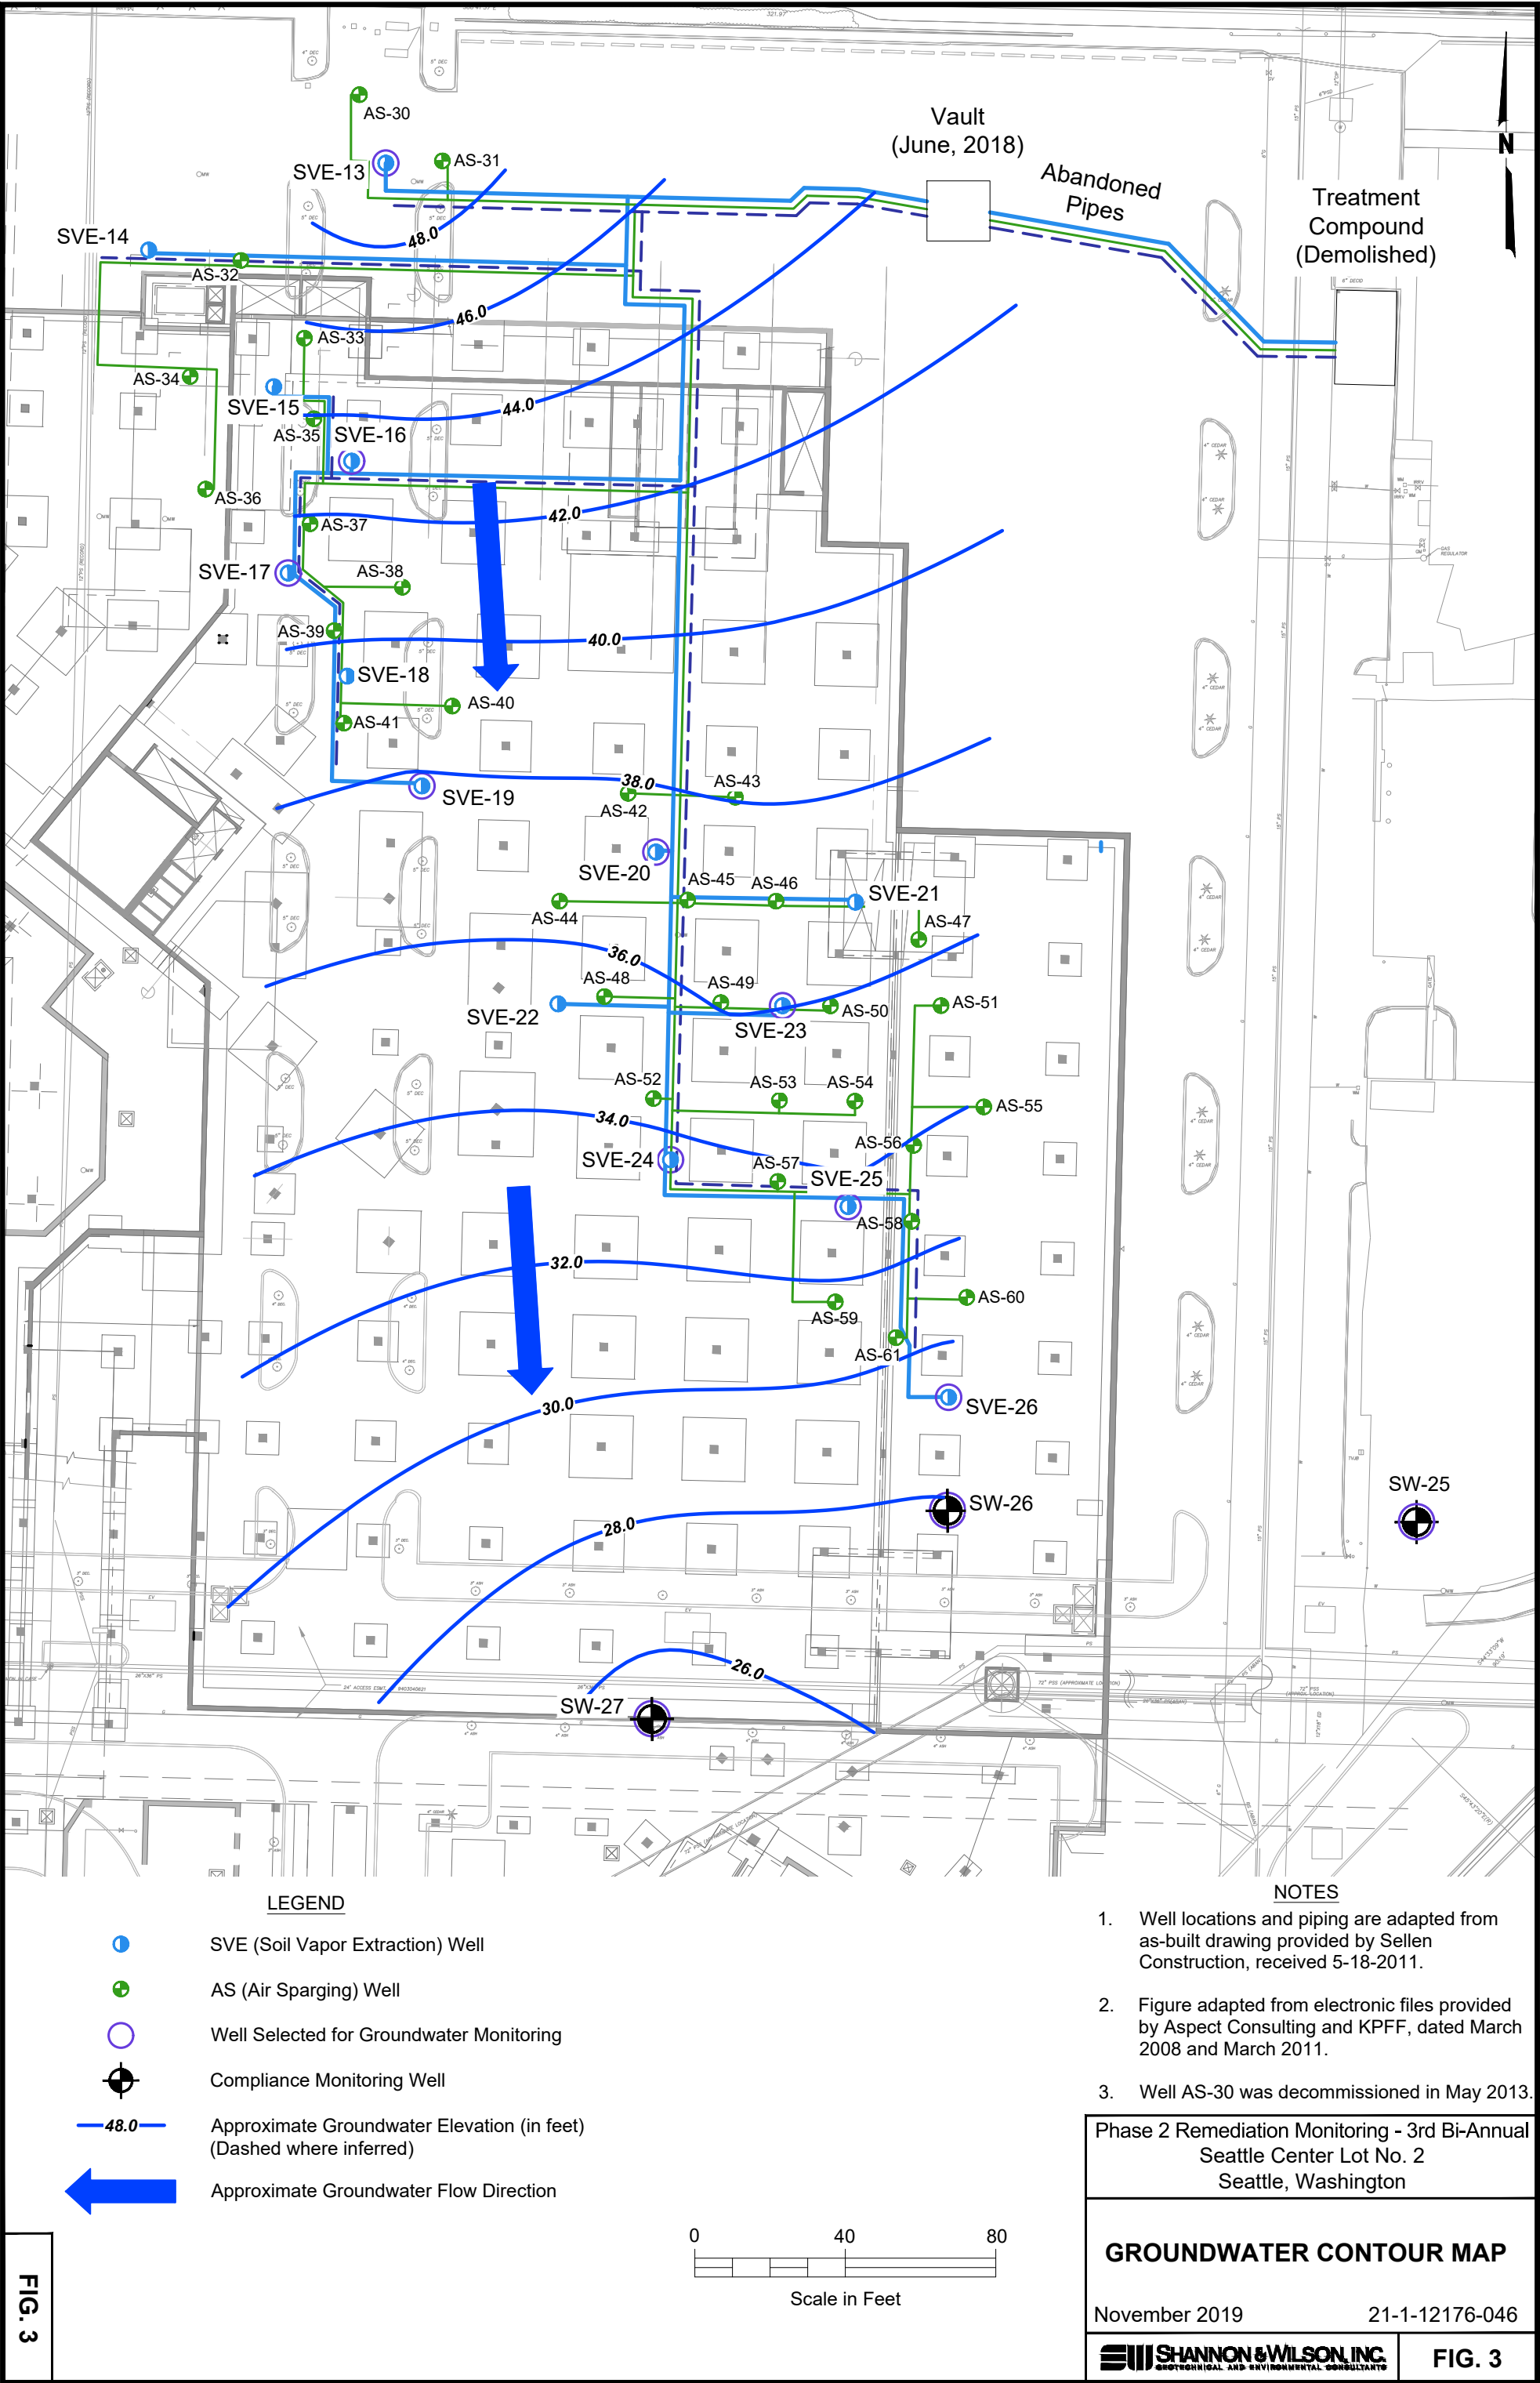 321.97
4" DEC
5" DEC
AS-30
AS-31
SVE-13
Vault
(June, 2018)
Abandoned
Pipes
N
Treatment
Compound
(Demolished)
SVE-14
48.0
AS-32
46.0
AS-33
AS-34
SVE-15
44.0
AS-35
SVE-16
AS-36
42.0
AS-37
GAS
REGULATOR
SVE-17
AS-38
AS-39
40.0
SVE-18
AS-40
AS-41
38.0
AS-43
SVE-19
AS-42
SVE-20
AS-45
AS-46
SVE-21
AS-44
AS-47
36.0
AS-48
AS-49
AS-50
AS-51
SVE-22
SVE-23
AS-52
AS-53
AS-54
AS-55
34.0
AS-56
SVE-24
AS-57
SVE-25
AS-58
32.0
AS-60
AS-59
AS-61
30.0
SVE-26
SW-25
SW-26
28.0
26.0
SW-27
LEGEND
SVE (Soil Vapor Extraction) Well
AS (Air Sparging) Well
Well Selected for Groundwater Monitoring
Compliance Monitoring Well
48.0
Approximate Groundwater Elevation (in feet)
(Dashed where inferred)
Approximate Groundwater Flow Direction
0 40 80
Scale in Feet
NOTES
1. Well locations and piping are adapted from
as-built drawing provided by Sellen
Construction, received 5-18-2011.
2. Figure adapted from electronic files provided
by Aspect Consulting and KPFF, dated March
2008 and March 2011.
3. Well AS-30 was decommissioned in May 2013.
Phase 2 Remediation Monitoring - 3rd Bi-Annual
Seattle Center Lot No. 2
Seattle, Washington
GROUNDWATER CONTOUR MAP
November 2019 21-1-12176-046
SHANNON & WILSON, INC.
GEOTECHNICAL AND ENVIRONMENTAL CONSULTANTS
FIG. 3
FIG. 3